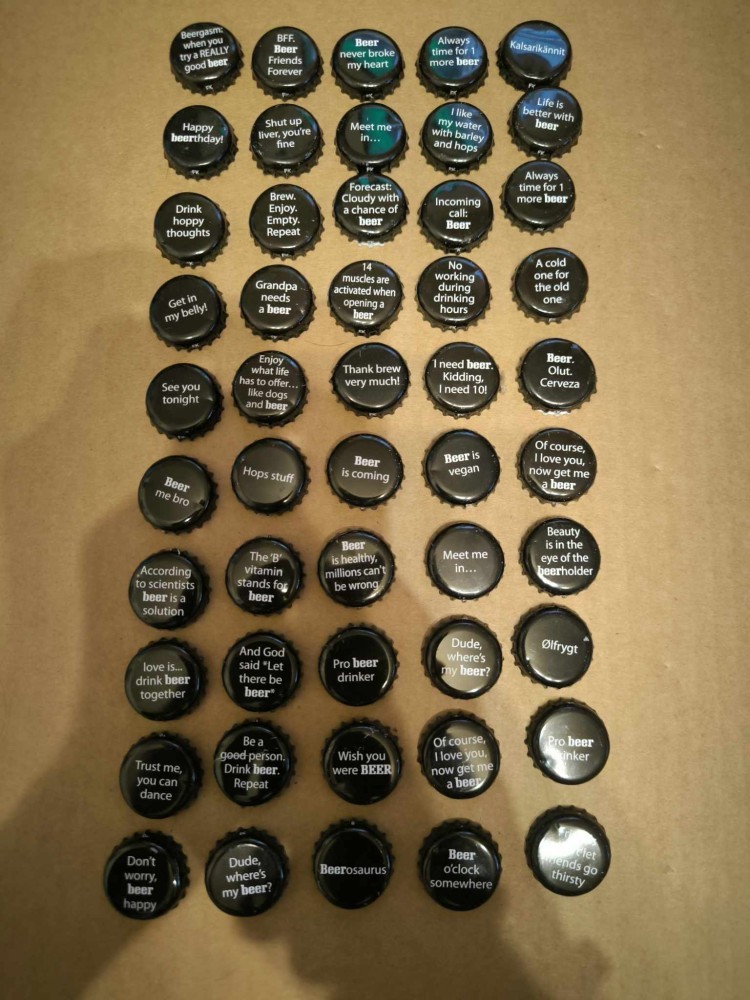 Beergasm:
when you
try a REALLY
good beer
BFF.
Beer
Friends
Forever
Beer
never broke
my heart
Always
time for 1
more beer
Kalsarikännit
Happy
beerthday!
Shut up
liver, you're
fine
Meet me
in...
I like
my water
with barley
and hops
Life is
better with
beer
Drink
hoppy
thoughts
Brew.
Enjoy.
Empty.
Repeat
Forecast:
Cloudy with
a chance of
beer
Incoming
call:
Beer
Always
time for 1
more beer
Get in
my belly!
Grandpa
needs
a beer
14
muscles are
activated when
opening a
beer
No
working
during
drinking
hours
A cold
one for
the old
one
See you
tonight
Enjoy
what life
has to offer...
like dogs
and beer
Thank brew
very much!
I need beer.
Kidding,
I need 10!
Beer.
Olut.
Cerveza
Beer
me bro
Hops stuff
Beer
is coming
Beer is
vegan
Of course,
I love you,
now get me
a beer
According
to scientists
beer is a
solution
The 'B'
vitamin
stands for
beer
Beer
is healthy,
millions can't
be wrong
Meet me
in...
Beauty
is in the
eye of the
beerholder
love is...
drink beer
together
And God
said *Let
there be
beer*
Pro beer
drinker
Dude,
where's
my beer?
Ølfrygt
Trust me,
you can
dance
Be a
good person.
Drink beer.
Repeat
Wish you
were BEER
Of course,
I love you,
now get me
a beer
Pro beer
drinker
Don't
worry,
beer
happy
Dude,
where's
my beer?
Beerosaurus
Beer
o'clock
somewhere
let
go
thirsty